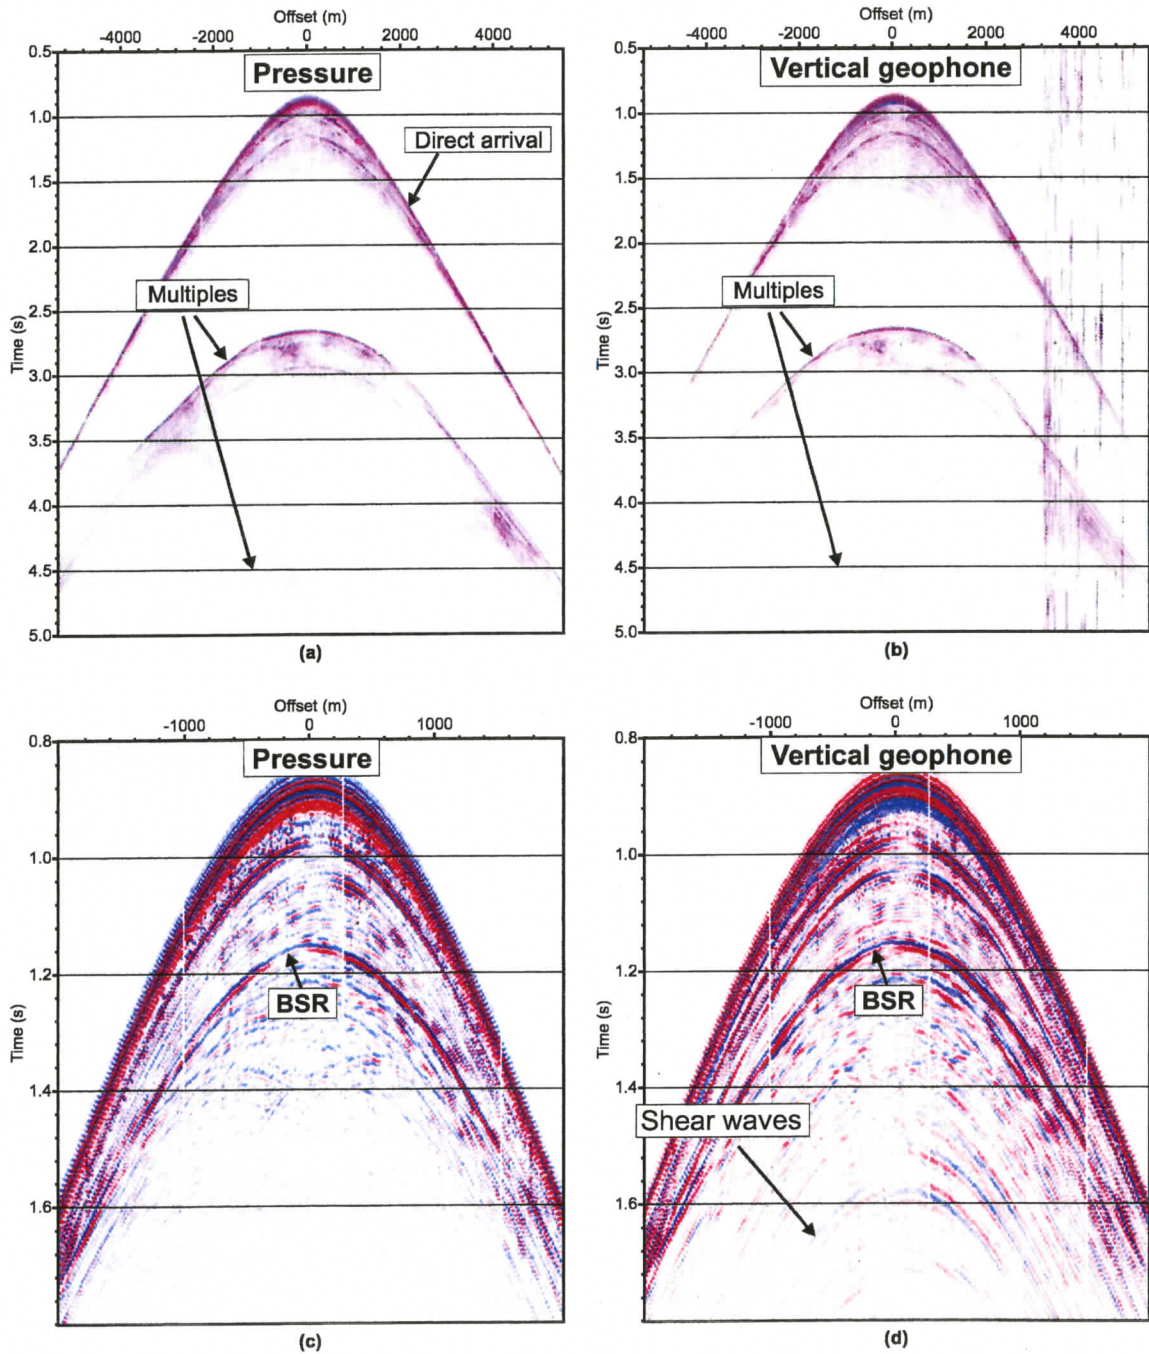 Offset (m)
-4000 -2000 0 2000 4000
0.5
Pressure
1.0
Direct arrival
1.5
2.0
Multiples
2.5
Time (s)
3.0
3.5
4.0
4.5
5.0
(a)
Offset (m)
-4000 -2000 0 2000 4000
0.5
Vertical geophone
1.0
1.5
2.0
Multiples
2.5
Time (s)
3.0
3.5
4.0
4.5
5.0
(b)
Offset (m)
-1000 0 1000
0.8
Pressure
1.0
1.2
BSR
Time (s)
1.4
1.6
(c)
Offset (m)
-1000 0 1000
0.8
Vertical geophone
1.0
1.2
BSR
Time (s)
1.4
Shear waves
1.6
(d)